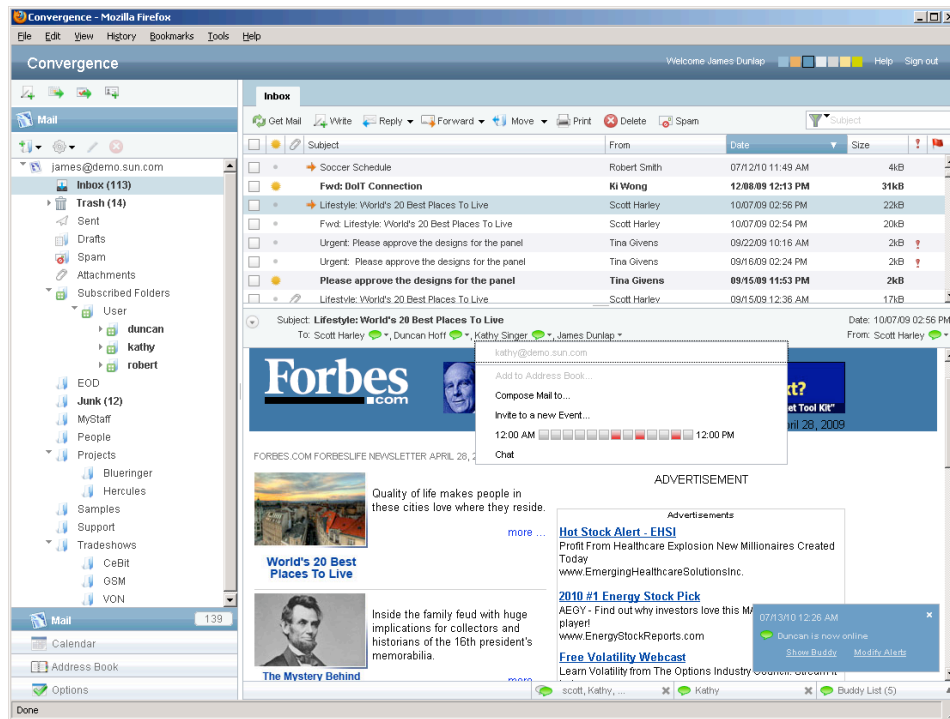 Convergence - Mozilla Firefox
File Edit View History Bookmarks Tools Help
Convergence
Welcome James Dunlap Help Sign out
Inbox
Mail
Get Mail Write Reply Forward Move Print Delete Spam Subject
Subject From Date Size
james@demo.sun.com
Inbox (113)
Trash (14)
Sent
Drafts
Spam
Attachments
Subscribed Folders
User
duncan
kathy
robert
EOD
Junk (12)
MyStaff
People
Projects
Blueringer
Hercules
Samples
Support
Tradeshows
CeBit
GSM
VON
Mail 139
Calendar
Address Book
Options
Soccer Schedule Robert Smith 07/12/10 11:49 AM 4kB
Fwd: DoIT Connection Ki Wong 12/08/09 12:13 PM 31kB
Lifestyle: World's 20 Best Places To Live Scott Harley 10/07/09 02:56 PM 22kB
Fwd: Lifestyle: World's 20 Best Places To Live Scott Harley 10/07/09 02:54 PM 20kB
Urgent: Please approve the designs for the panel Tina Givens 09/22/09 10:16 AM 2kB
Urgent: Please approve the designs for the panel Tina Givens 09/16/09 02:24 PM 2kB
Please approve the designs for the panel Tina Givens 09/15/09 11:53 PM 2kB
Lifestyle: World's 20 Best Places To Live Scott Harley 09/15/09 12:36 AM 17kB
Subject: Lifestyle: World's 20 Best Places To Live Date: 10/07/09 02:56 PM
To: Scott Harley , Duncan Hoff , Kathy Singer , James Dunlap From: Scott Harley
kathy@demo.sun.com
Add to Address Book...
Compose Mail to...
Invite to a new Event...
12:00 AM 12:00 PM
Chat
Forbes
.com
xt?
et Tool Kit"
ril 28, 2009
FORBES.COM FORBESLIFE NEWSLETTER APRIL 28, 2
ADVERTISEMENT
Quality of life makes people in
these cities love where they reside.
more ...
World's 20 Best
Places To Live
Inside the family feud with huge
implications for collectors and
historians of the 16th president's
memorabilia.
more
The Mystery Behind
Advertisements
Hot Stock Alert - EHSI
Profit From Healthcare Explosion New Millionaires Created
Today
www.EmergingHealthcareSolutionsInc.
2010 #1 Energy Stock Pick
AEGY - Find out why investors love this MA
player!
www.EnergyStockReports.com
Free Volatility Webcast
Learn Volatility from The Options Industry Council. Stream it
07/13/10 12:26 AM
Duncan is now online
Show Buddy Modify Alerts
scott, Kathy, ... Kathy Buddy List (5)
Done